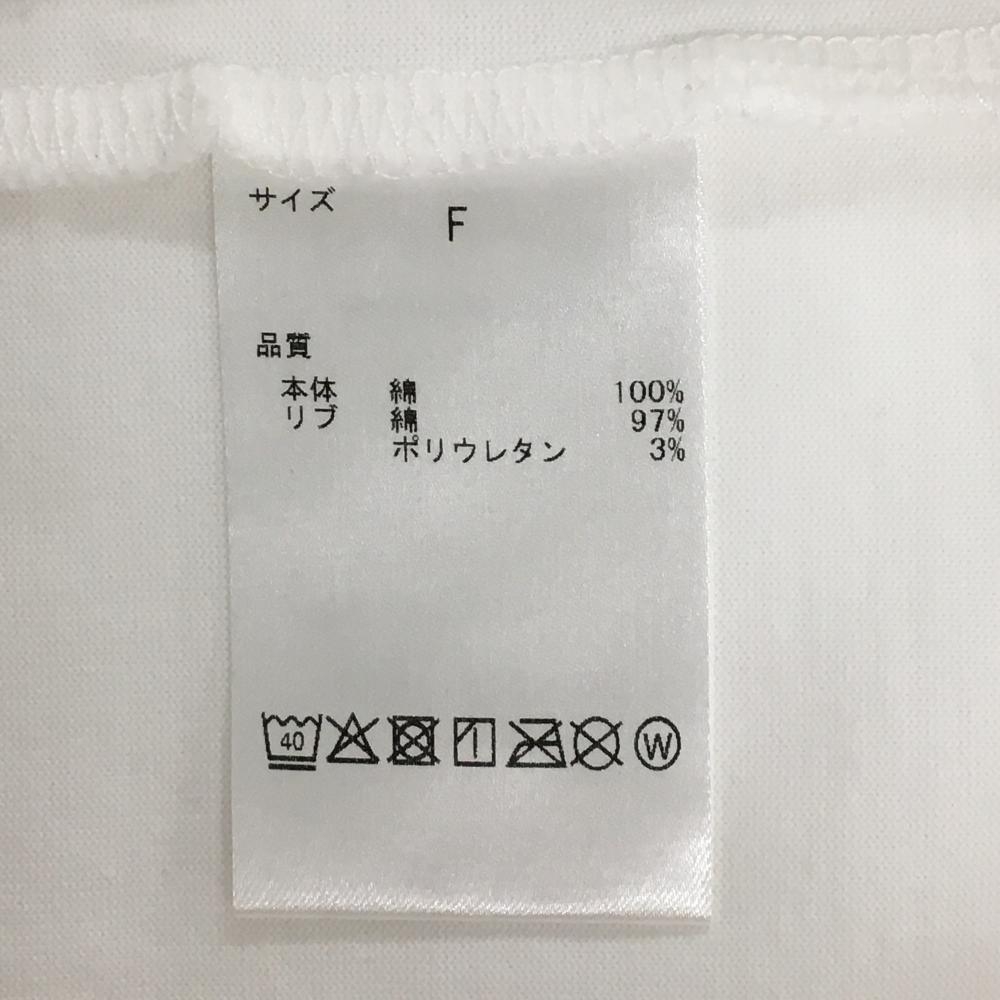 サイズ F
品質
本体 綿 100%
リブ 綿 97%
ポリウレタン 3%
40 W